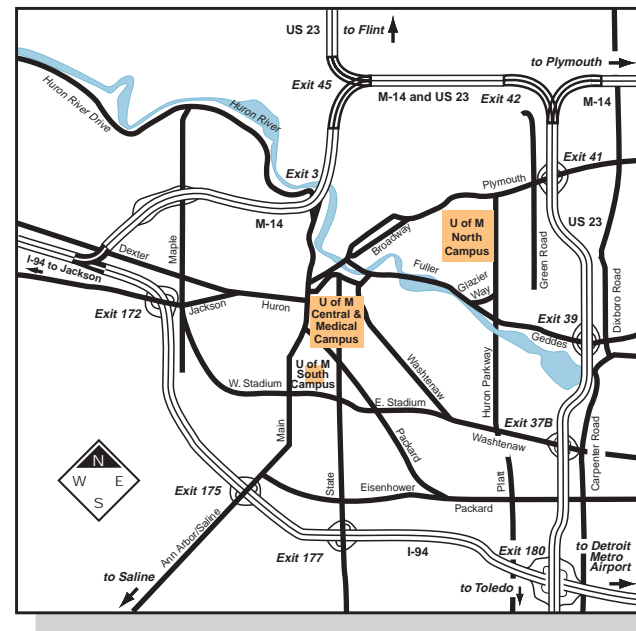 US 23
to Flint
to Plymouth
Exit 45
M-14 and US 23
Exit 42
M-14
Huron River Drive
Huron River
Exit 3
Exit 41
Plymouth
M-14
U of M
North
Campus
US 23
Broadway
Maple
Dexter
I-94 to Jackson
Fuller
Glazier
Way
Green Road
Dixboro Road
Exit 172
Jackson
Huron
U of M
Central &
Medical
Campus
Exit 39
Geddes
U of M
South
Campus
Washtenaw
Huron Parkway
W. Stadium
E. Stadium
Main
Packard
Exit 37B
Washtenaw
Carpenter Road
N
W E
S
Exit 175
State
Eisenhower
Platt
Packard
Ann Arbor/Saline
Exit 177
I-94
Exit 180
to Detroit
Metro
Airport
to Saline
to Toledo